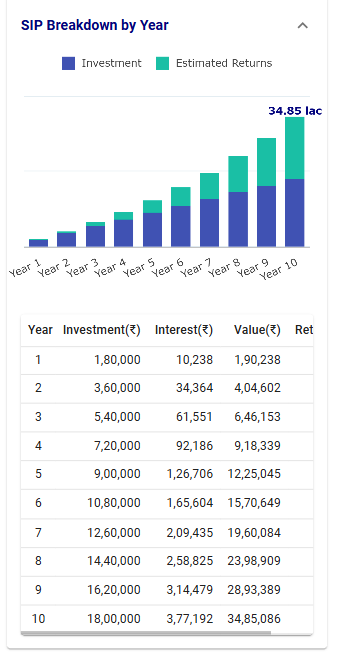 SIP Breakdown by Year
Investment Estimated Returns
34.85 lac
Year 1 Year 2 Year 3 Year 4 Year 5 Year 6 Year 7 Year 8 Year 9 Year 10
Year Investment(₹) Interest(₹) Value(₹) Ret
1 1,80,000 10,238 1,90,238
2 3,60,000 34,364 4,04,602
3 5,40,000 61,551 6,46,153
4 7,20,000 92,186 9,18,339
5 9,00,000 1,26,706 12,25,045
6 10,80,000 1,65,604 15,70,649
7 12,60,000 2,09,435 19,60,084
8 14,40,000 2,58,825 23,98,909
9 16,20,000 3,14,479 28,93,389
10 18,00,000 3,77,192 34,85,086